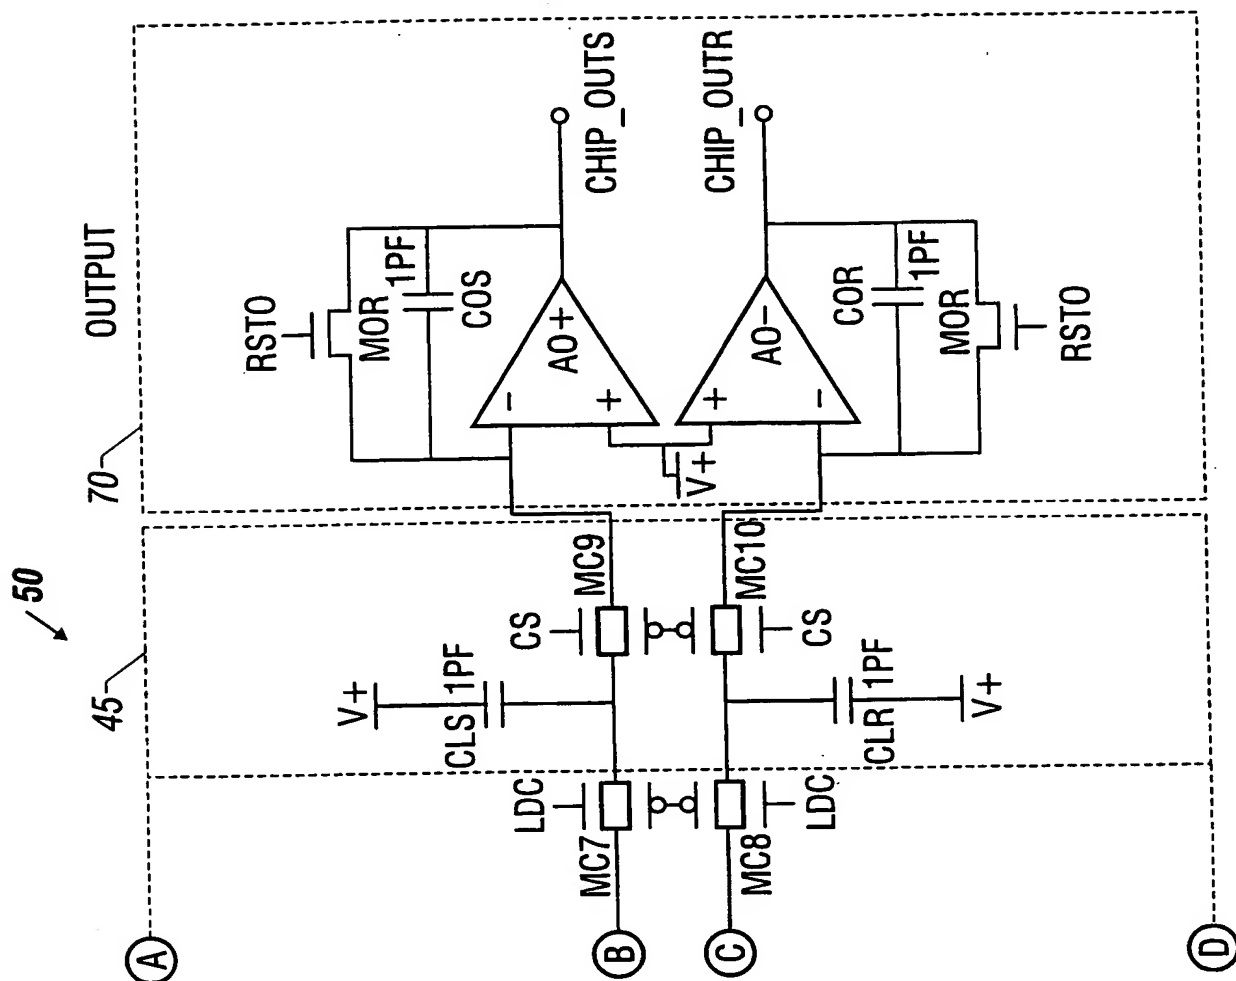 50
OUTPUT
70
45
RSTO
MOR
1PF
COS
AO+
-
+
CHIP_OUTS
V+
CHIP_OUTR
+
-
AO-
COR
1PF
MOR
RSTO
V+
CLS
1PF
CS
MC9
MC10
CS
CLR
1PF
V+
LDC
MC7
MC8
LDC
A
B
C
D